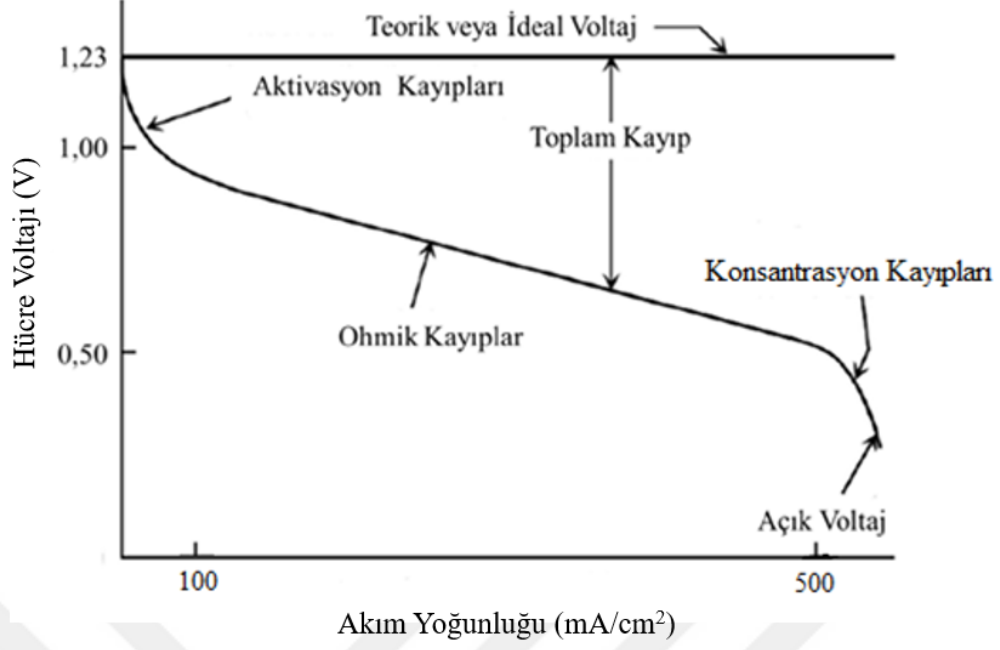 Teorik veya İdeal Voltaj
1,23
Aktivasyon Kayıpları
Toplam Kayıp
1,00
Hücre Voltajı (V)
Konsantrasyon Kayıpları
Ohmik Kayıplar
0,50
Açık Voltaj
100
500
Akım Yoğunluğu (mA/cm²)